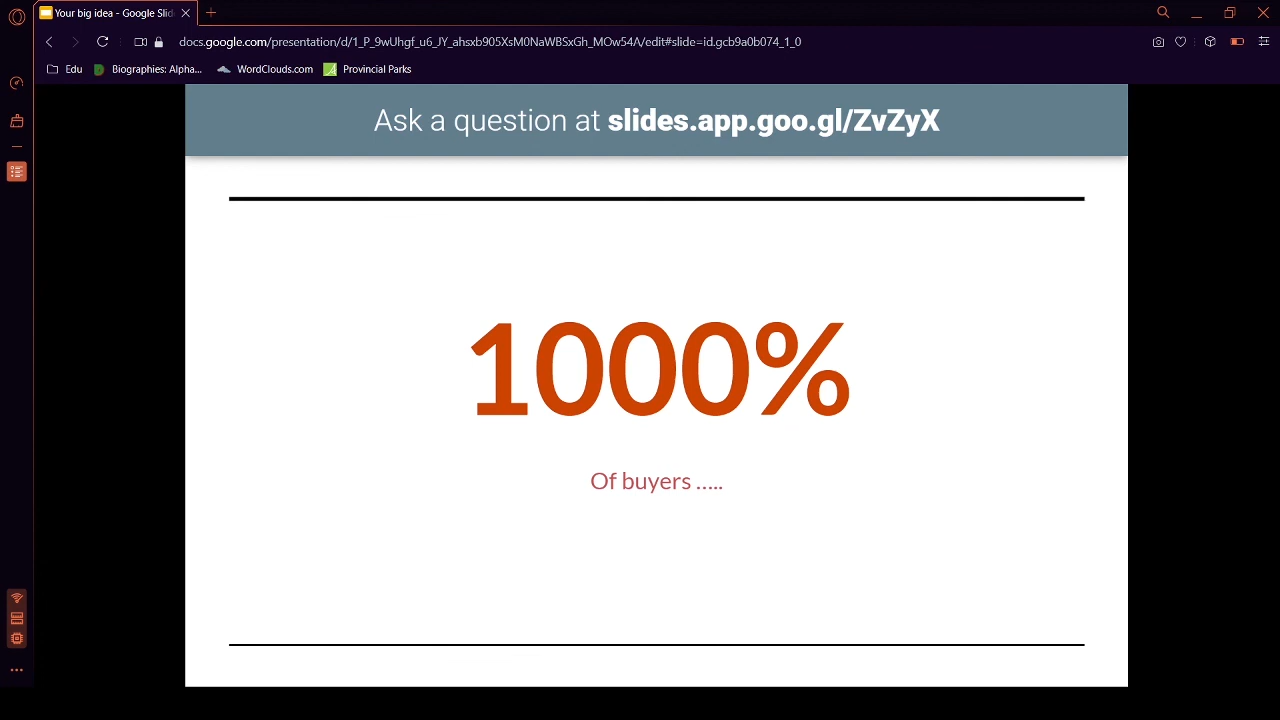 Your big idea - Google Slid
docs.google.com/presentation/d/1_P_9wUhgf_u6_JY_ahsxb905XsM0NaWBSxGh_MOw54A/edit#slide=id.gcb9a0b074_1_0
Edu Biographies: Alpha... WordClouds.com Provincial Parks
Ask a question at slides.app.goo.gl/ZvZyX
1000%
Of buyers .....